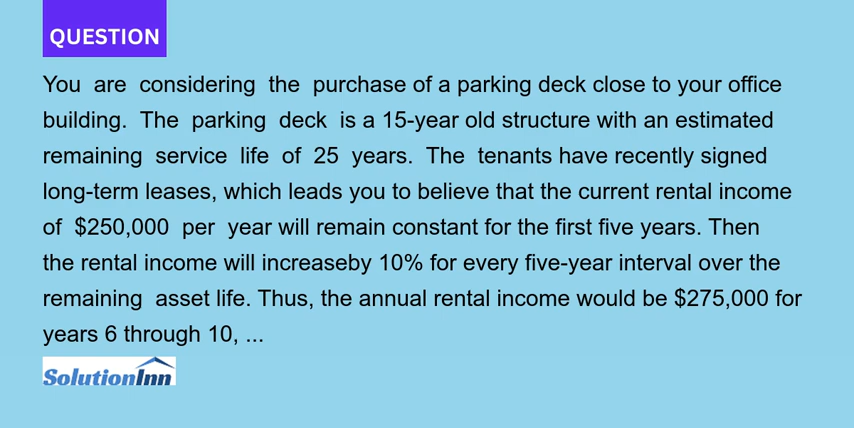 QUESTION
You are considering the purchase of a parking deck close to your office
building. The parking deck is a 15-year old structure with an estimated
remaining service life of 25 years. The tenants have recently signed
long-term leases, which leads you to believe that the current rental income
of $250,000 per year will remain constant for the first five years. Then
the rental income will increaseby 10% for every five-year interval over the
remaining asset life. Thus, the annual rental income would be $275,000 for
years 6 through 10, ...
SolutionInn